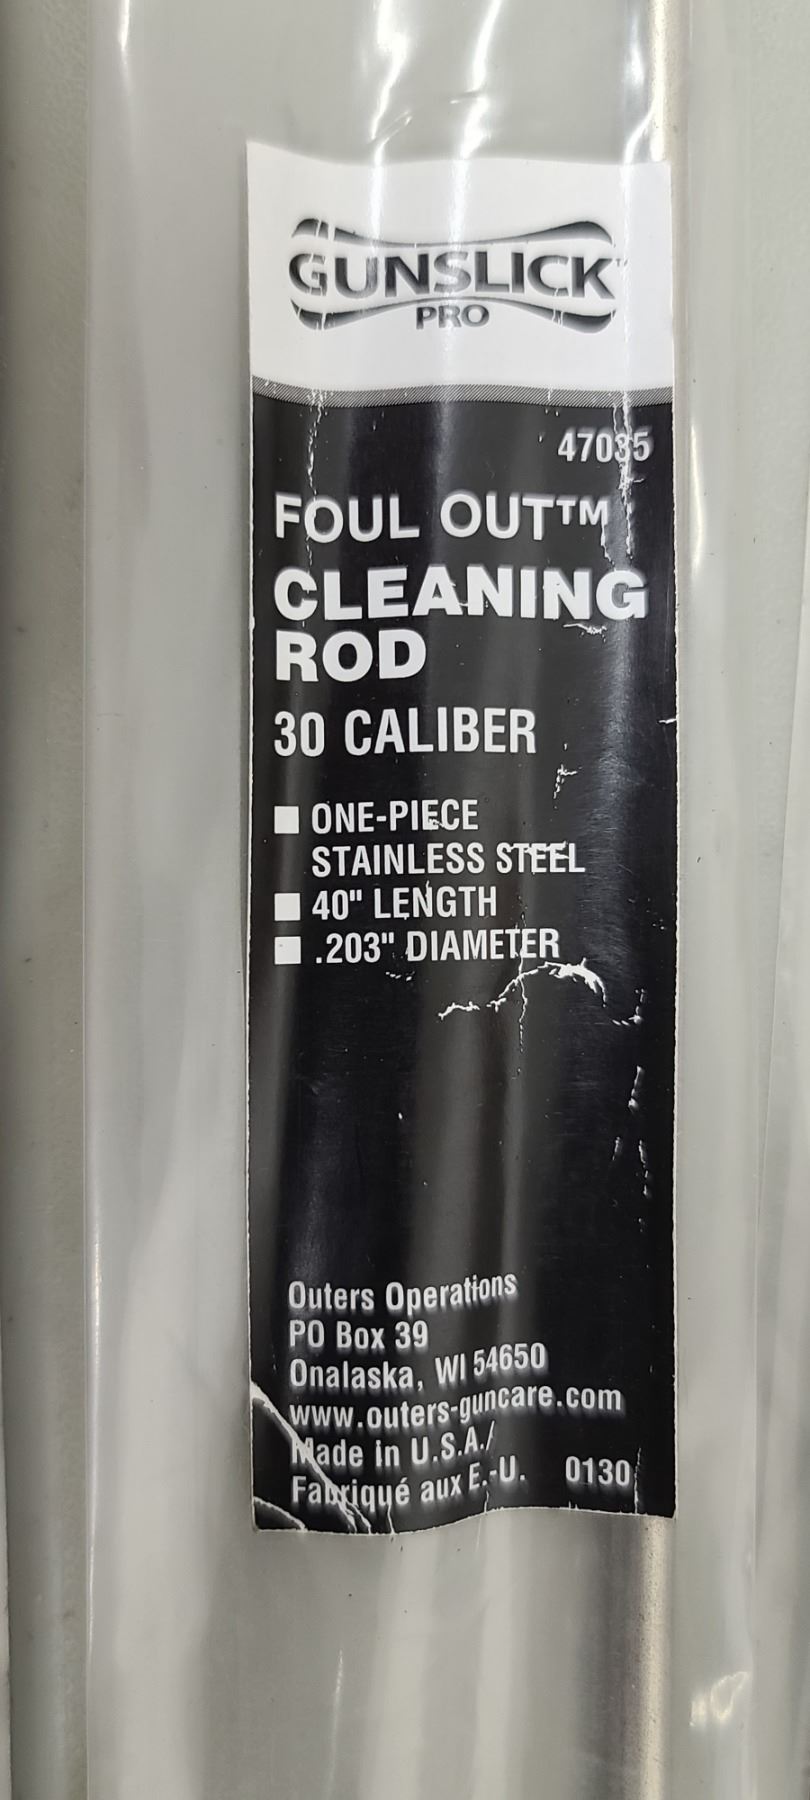 GUNSLICK™
PRO
47035
FOUL OUT™
CLEANING
ROD
30 CALIBER
■ ONE-PIECE
STAINLESS STEEL
■ 40" LENGTH
■ .203" DIAMETER
Outers Operations
PO Box 39
Onalaska, WI 54650
www.outers-guncare.com
Made in U.S.A./
Fabriqué aux E.-U. 0130